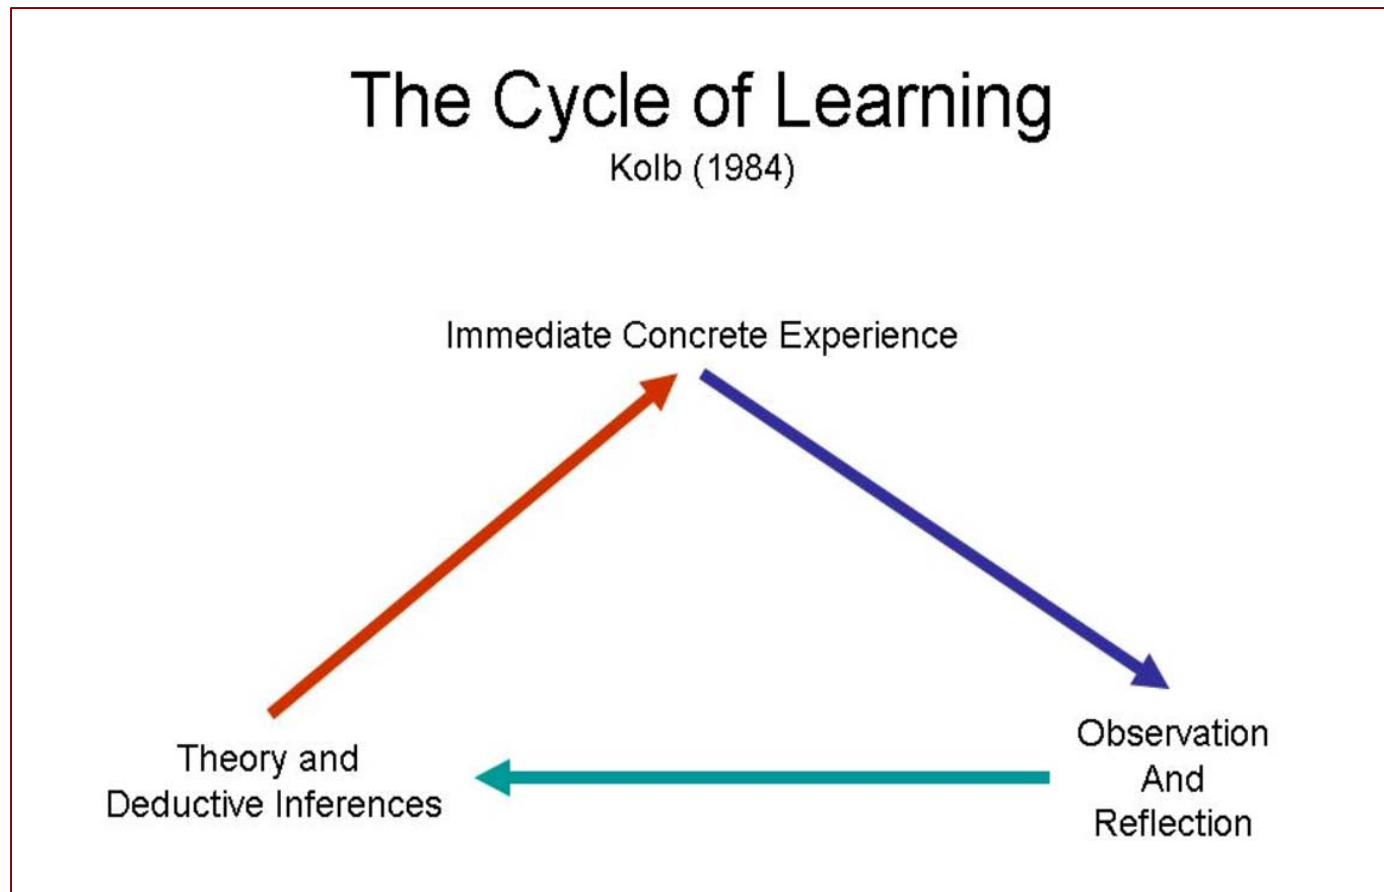 The Cycle of Learning
Kolb (1984)
Immediate Concrete Experience
Theory and
Deductive Inferences
Observation
And
Reflection